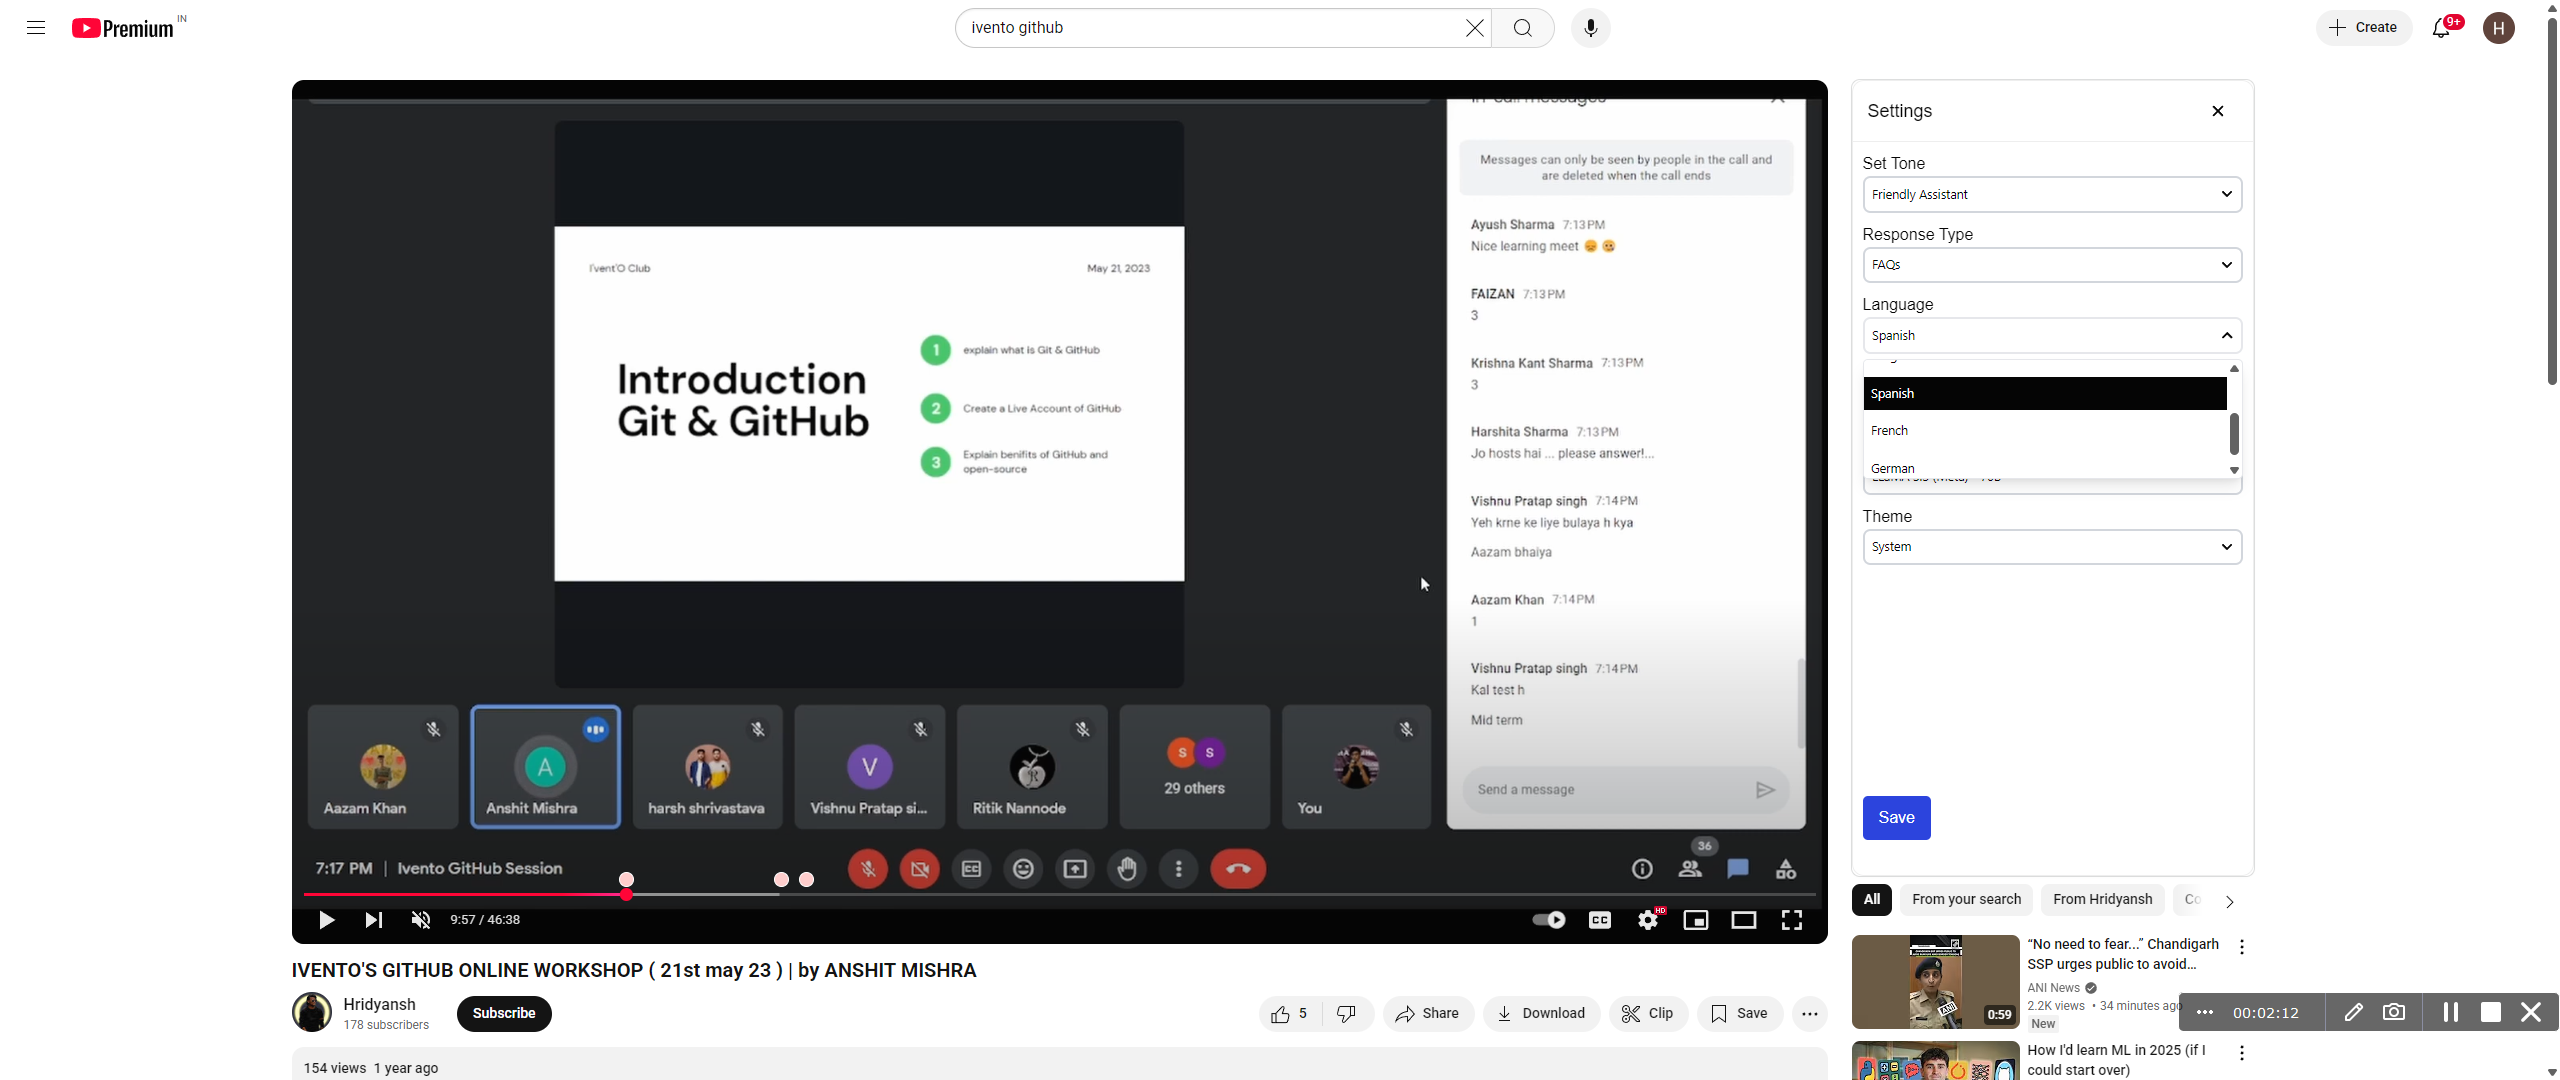 Premium IN
ivento github
Create
9+
H
Messages can only be seen by people in the call and
are deleted when the call ends
Ayush Sharma 7:13 PM
Nice learning meet 😞 🤒
FAIZAN 7:13 PM
3
Krishna Kant Sharma 7:13 PM
3
Harshita Sharma 7:13 PM
Jo hosts hai ... please answer!...
Vishnu Pratap singh 7:14 PM
Yeh krne ke liye bulaya h kya
Aazam bhaiya
Aazam Khan 7:14 PM
1
Vishnu Pratap singh 7:14 PM
Kal test h
Mid term
Send a message
I'vent'O Club
May 21, 2023
Introduction
Git & GitHub
1 explain what is Git & GitHub
2 Create a Live Account of GitHub
3 Explain benifits of GitHub and
open-source
Aazam Khan
A
Anshit Mishra
harsh shrivastava
V
Vishnu Pratap si...
Ritik Nannode
S S
29 others
You
7:17 PM | Ivento GitHub Session
CC
36
9:57 / 46:38
CC
HD
IVENTO'S GITHUB ONLINE WORKSHOP ( 21st may 23 ) | by ANSHIT MISHRA
Hridyansh
178 subscribers
Subscribe
5
Share
Download
Clip
Save
154 views 1 year ago
Settings
Set Tone
Friendly Assistant
Response Type
FAQs
Language
Spanish
Spanish
French
German
Theme
System
Save
All
From your search
From Hridyansh
Co
"No need to fear..." Chandigarh
SSP urges public to avoid...
ANI News
2.2K views • 34 minutes ago
New
0:59
ANI
00:02:12
How I'd learn ML in 2025 (if I
could start over)